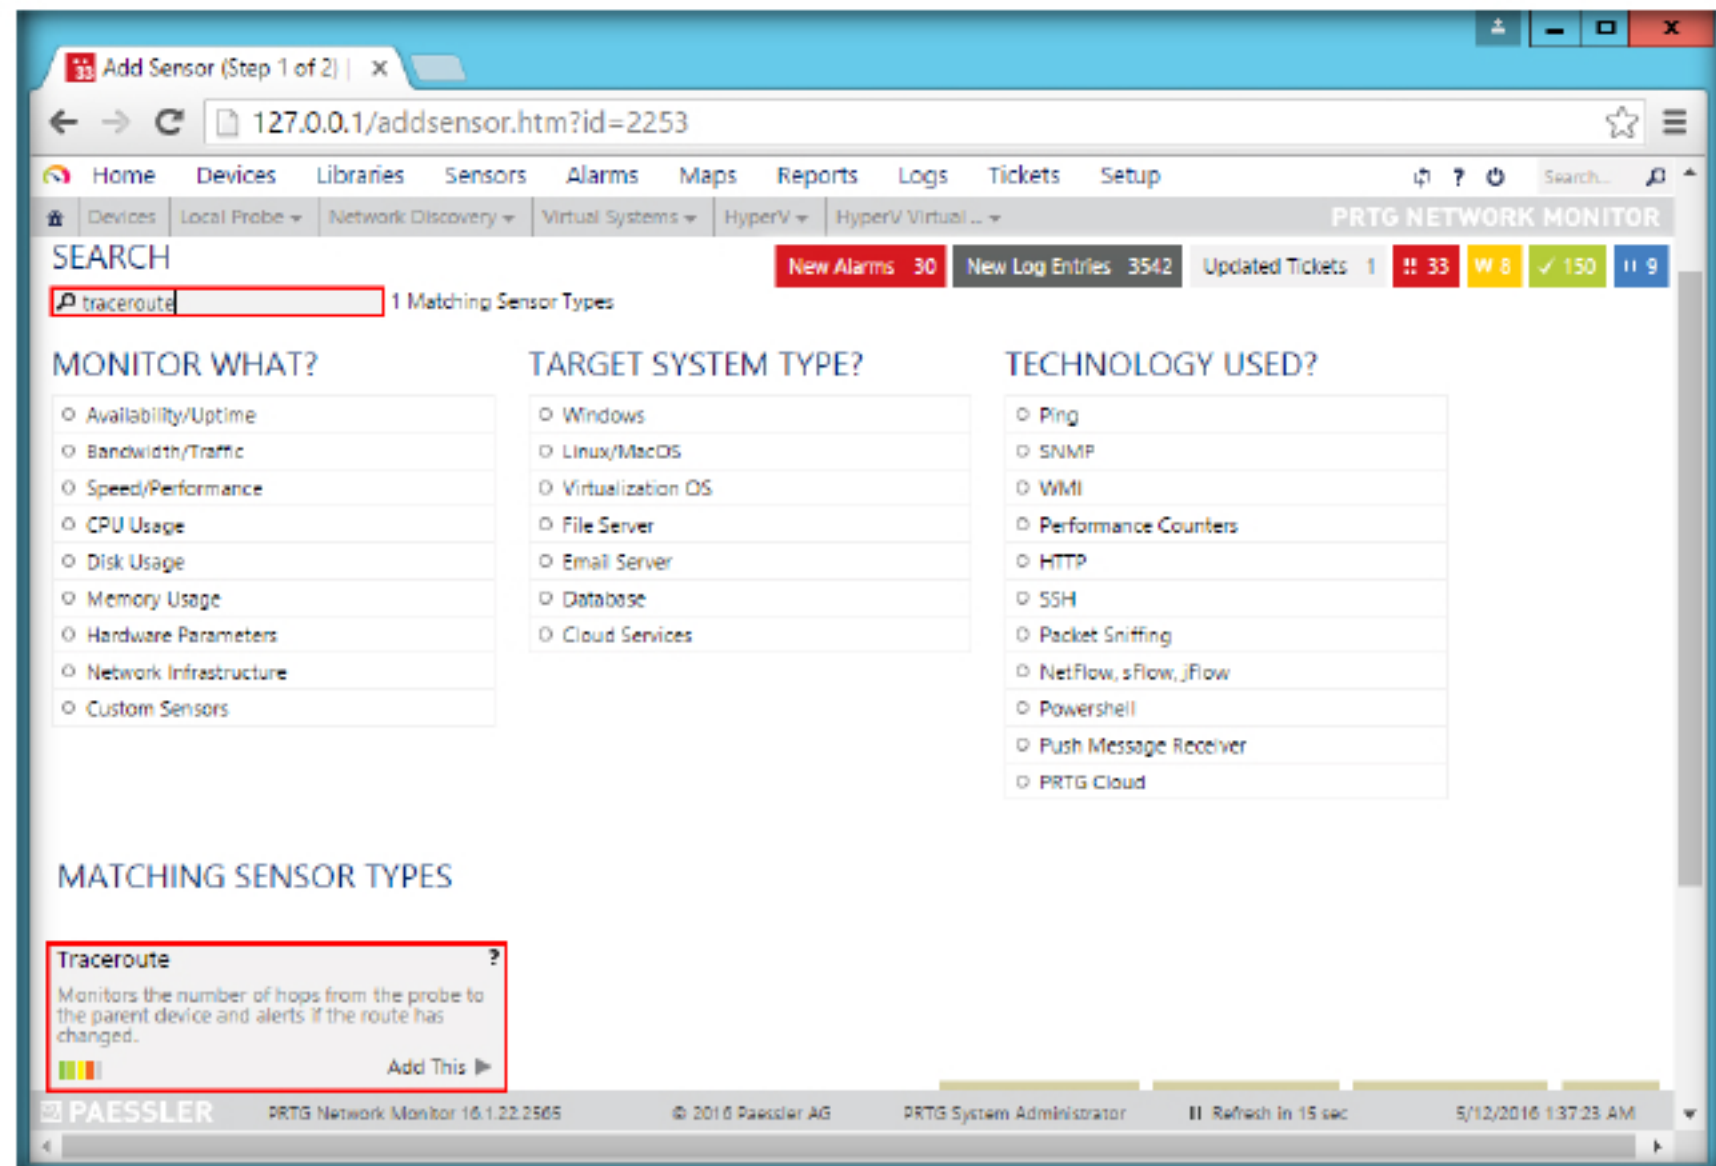 Add Sensor (Step 1 of 2) |
127.0.0.1/addsensor.htm?id=2253
Home Devices Libraries Sensors Alarms Maps Reports Logs Tickets Setup ? Search...
Devices Local Probe Network Discovery Virtual Systems HyperV HyperV Virtual ... PRTG NETWORK MONITOR
SEARCH
New Alarms 30 New Log Entries 3542 Updated Tickets 1 !! 33 W 8 ✓ 150 II 9
traceroute 1 Matching Sensor Types
MONITOR WHAT?
Availability/Uptime
Bandwidth/Traffic
Speed/Performance
CPU Usage
Disk Usage
Memory Usage
Hardware Parameters
Network Infrastructure
Custom Sensors
TARGET SYSTEM TYPE?
Windows
Linux/MacOS
Virtualization OS
File Server
Email Server
Database
Cloud Services
TECHNOLOGY USED?
Ping
SNMP
WMI
Performance Counters
HTTP
SSH
Packet Sniffing
NetFlow, sFlow, jFlow
Powershell
Push Message Receiver
PRTG Cloud
MATCHING SENSOR TYPES
Traceroute ?
Monitors the number of hops from the probe to
the parent device and alerts if the route has
changed.
Add This
PAESSLER PRTG Network Monitor 16.1.22.2565 © 2016 Paessler AG PRTG System Administrator II Refresh in 15 sec 5/12/2016 1:37:23 AM